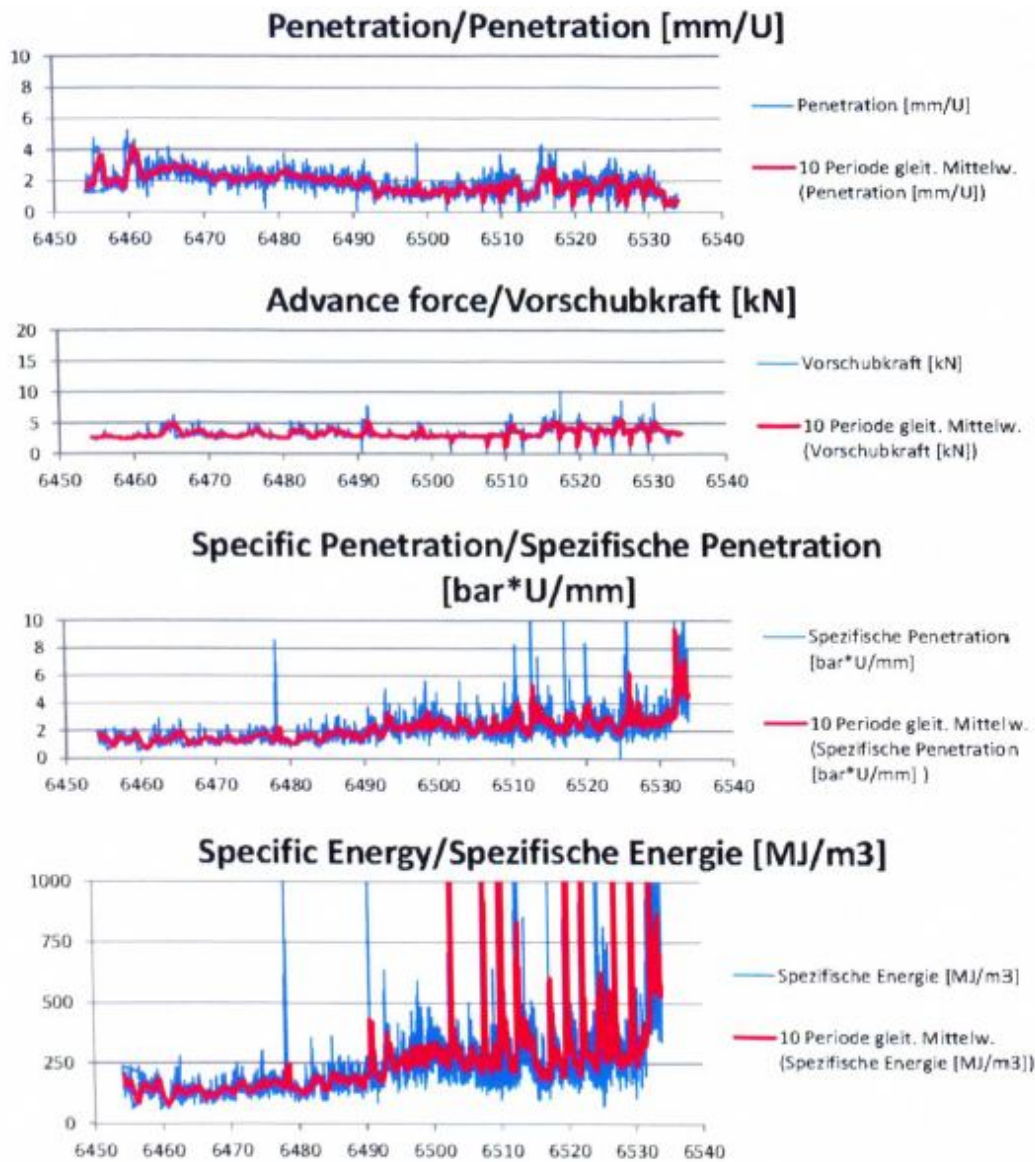 Penetration/Penetration [mm/U]
10
8
6
4
2
0
6450 6460 6470 6480 6490 6500 6510 6520 6530 6540
Penetration [mm/U]
10 Periode gleit. Mittelw.
(Penetration [mm/U])
Advance force/Vorschubkraft [kN]
20
15
10
5
0
6450 6460 6470 6480 6490 6500 6510 6520 6530 6540
Vorschubkraft [kN]
10 Periode gleit. Mittelw.
(Vorschubkraft [kN])
Specific Penetration/Spezifische Penetration
[bar*U/mm]
10
8
6
4
2
0
6450 6460 6470 6480 6490 6500 6510 6520 6530 6540
Spezifische Penetration
[bar*U/mm]
10 Periode gleit. Mittelw.
(Spezifische Penetration
[bar*U/mm] )
Specific Energy/Spezifische Energie [MJ/m3]
1000
750
500
250
0
6450 6460 6470 6480 6490 6500 6510 6520 6530 6540
Spezifische Energie [MJ/m3]
10 Periode gleit. Mittelw.
(Spezifische Energie [MJ/m3])